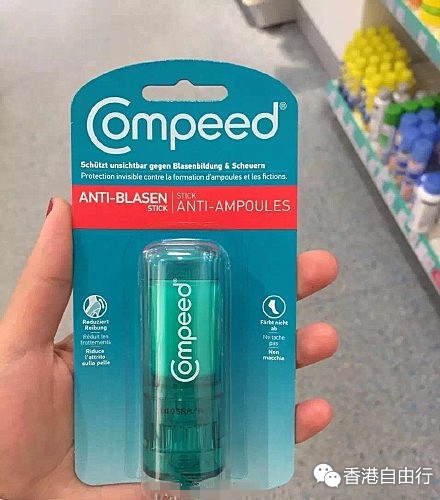 Compeed®
Schützt unsichtbar gegen Blasenbildung & Scheuern
Protection invisible contre la formation d'ampoules et les frictions.
ANTI-BLASEN
STICK
STICK
ANTI-AMPOULES
Compeed®
Reduziert
Reibung
Réduit les
frottements
Riduce
l'attrito
sulla pelle
Färbt nicht
ab
Ne tache
pas
Non
macchia
香港自由行